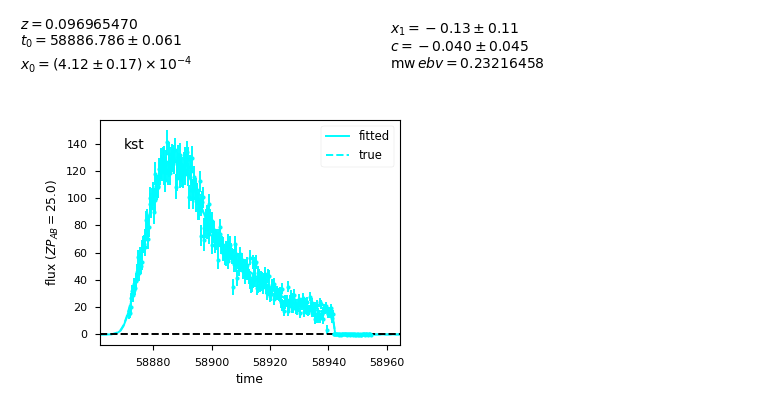 z = 0.096965470
t₀ = 58886.786 ± 0.061
x₀ = (4.12 ± 0.17) × 10⁻⁴
x₁ = −0.13 ± 0.11
c = −0.040 ± 0.045
mw ebv = 0.23216458
kst
fitted
true
flux (ZP_AB = 25.0)
140
120
100
80
60
40
20
0
58880 58900 58920 58940 58960
time